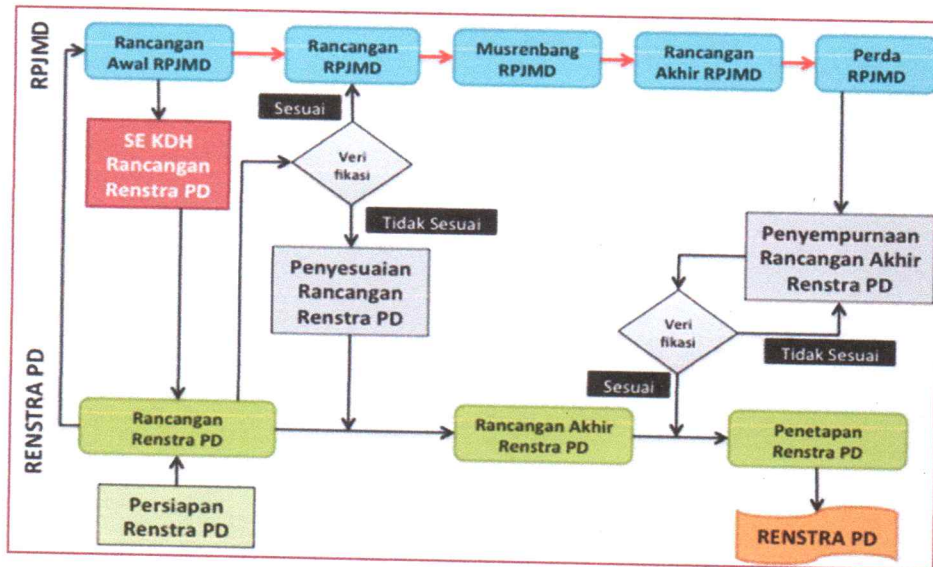 RPJMD
Rancangan
Awal RPJMD
Rancangan
RPJMD
Musrenbang
RPJMD
Rancangan
Akhir RPJMD
Perda
RPJMD
Sesuai
SE KDH
Rancangan
Renstra PD
Veri
fikasi
Tidak Sesuai
Penyesuaian
Rancangan
Renstra PD
Penyempurnaan
Rancangan Akhir
Renstra PD
Veri
fikasi
Tidak Sesuai
Sesuai
RENSTRA PD
Rancangan
Renstra PD
Rancangan Akhir
Renstra PD
Penetapan
Renstra PD
Persiapan
Renstra PD
RENSTRA PD